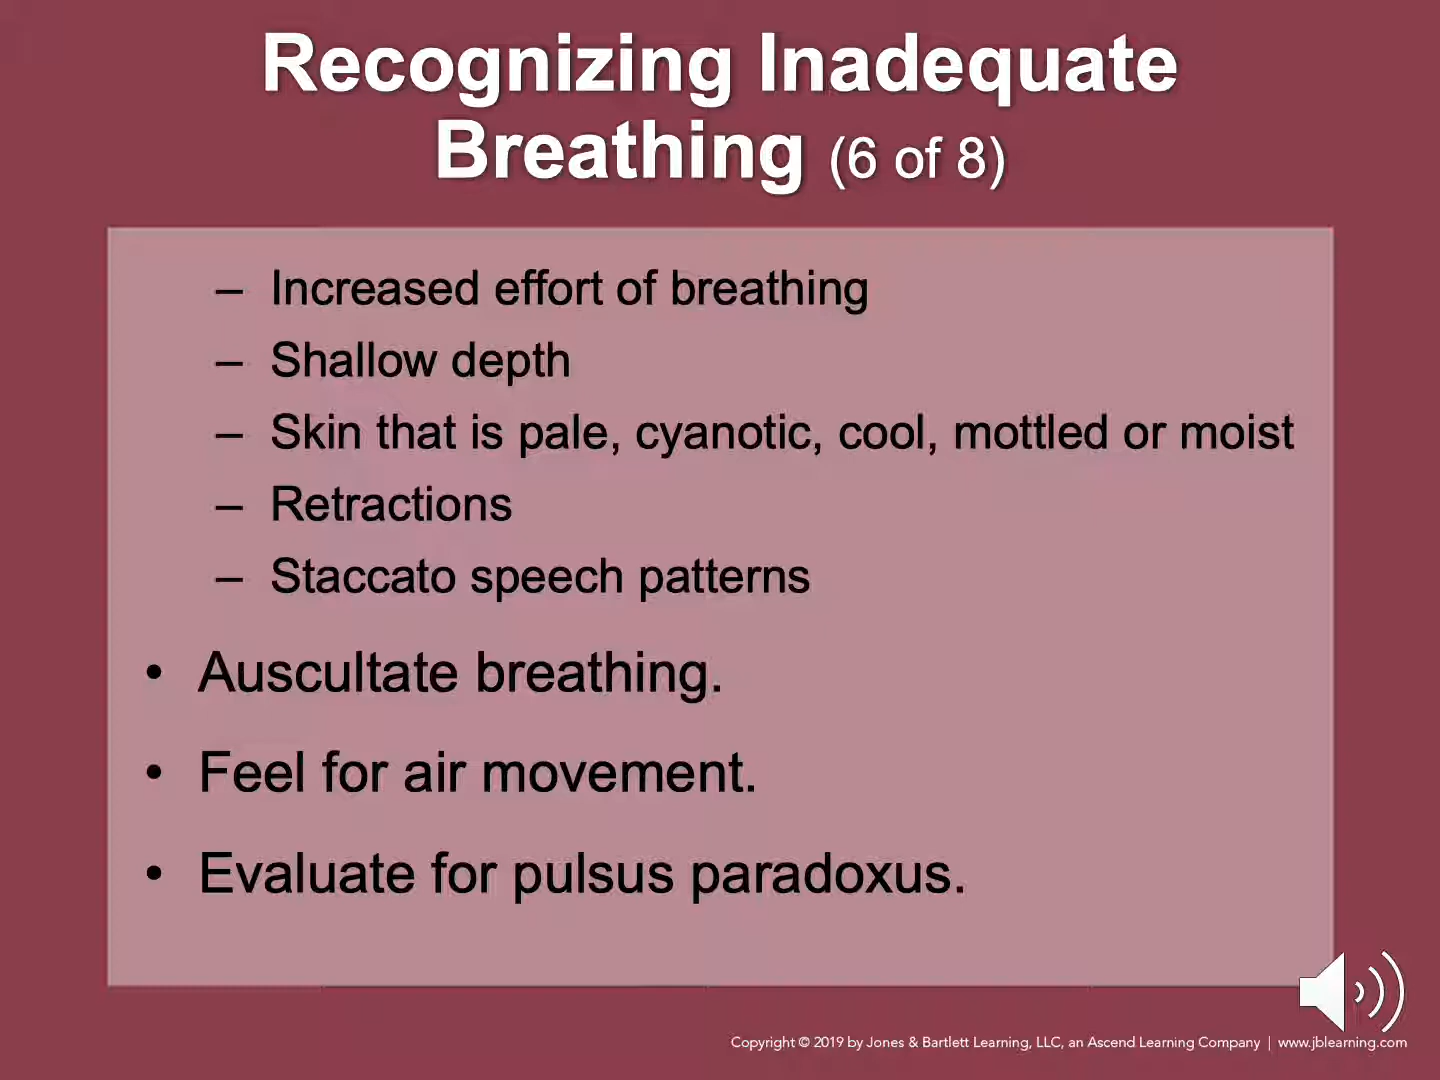 Recognizing Inadequate
Breathing (6 of 8)
– Increased effort of breathing
– Shallow depth
– Skin that is pale, cyanotic, cool, mottled or moist
– Retractions
– Staccato speech patterns
• Auscultate breathing.
• Feel for air movement.
• Evaluate for pulsus paradoxus.
Copyright © 2019 by Jones & Bartlett Learning, LLC, an Ascend Learning Company | www.jblearning.com